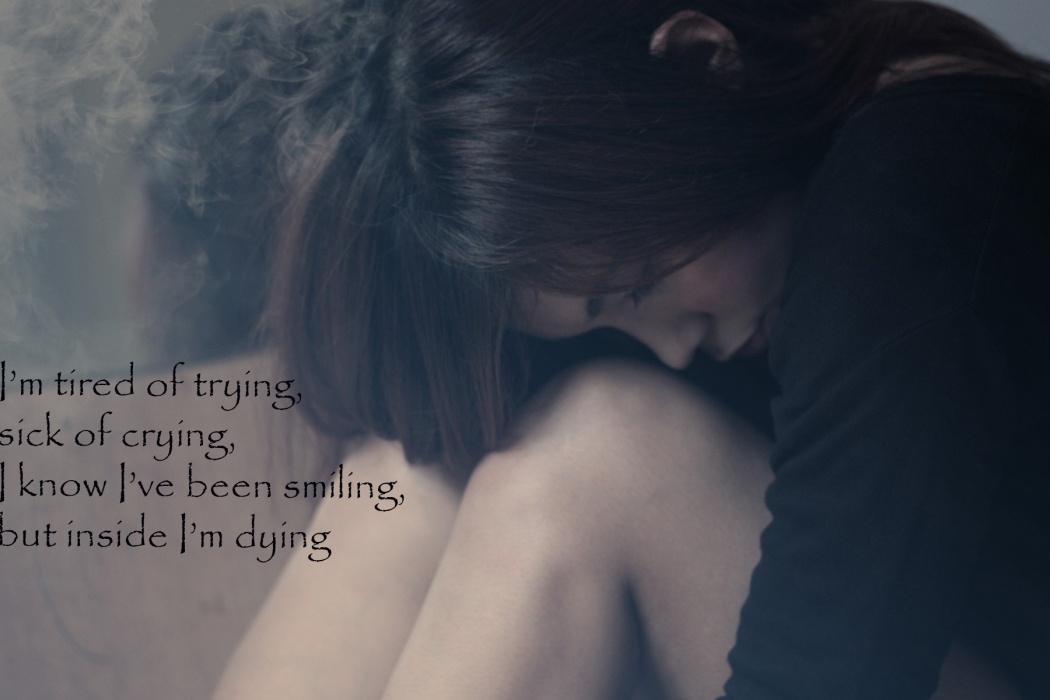 I'm tired of trying,
sick of crying,
I know I've been smiling,
but inside I'm dying